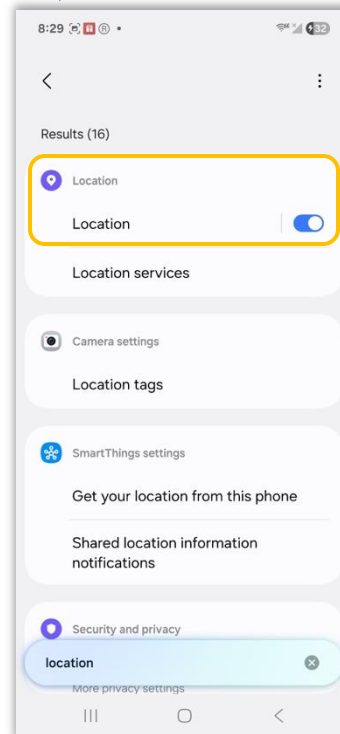 8:29
32
Results (16)
Location
Location
Location services
Camera settings
Location tags
SmartThings settings
Get your location from this phone
Shared location information
notifications
Security and privacy
location
More privacy settings